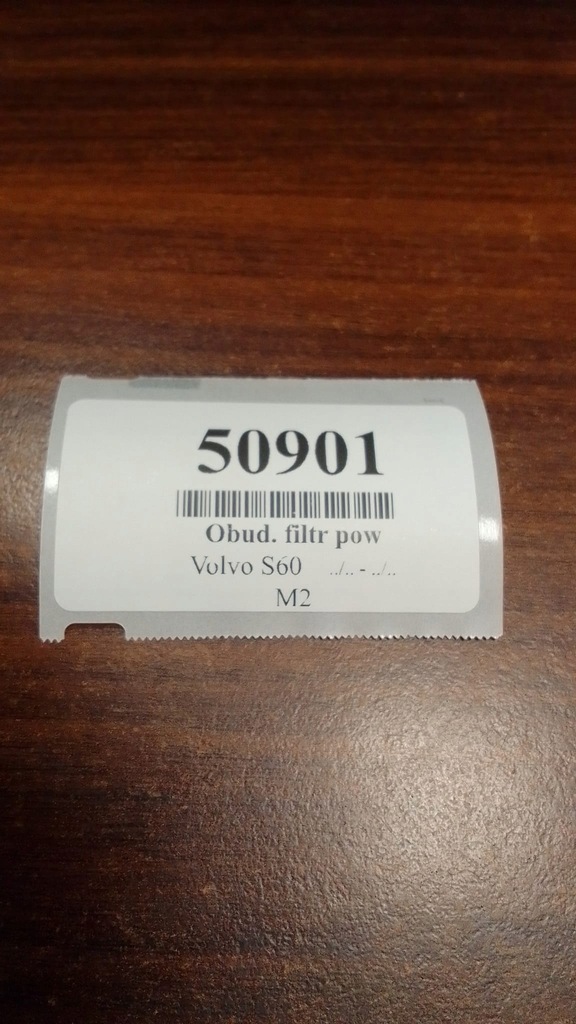 50901
Obud. filtr pow
Volvo S60 ../.. - ../..
M2